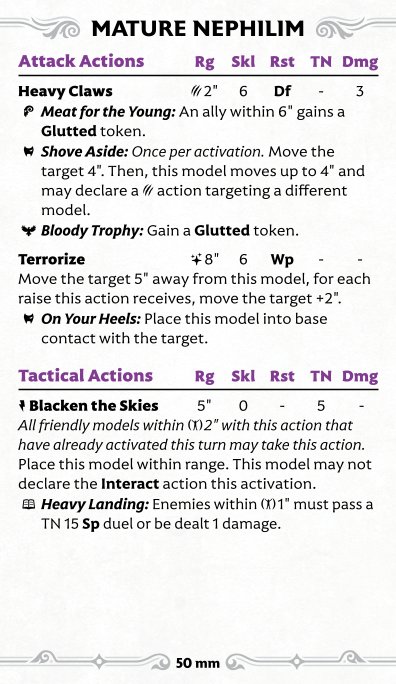 MATURE NEPHILIM
Attack Actions Rg Skl Rst TN Dmg
Heavy Claws 2" 6 Df - 3
Meat for the Young: An ally within 6" gains a
Glutted token.
Shove Aside: Once per activation. Move the
target 4". Then, this model moves up to 4" and
may declare a action targeting a different
model.
Bloody Trophy: Gain a Glutted token.
Terrorize 8" 6 Wp - -
Move the target 5" away from this model, for each
raise this action receives, move the target +2".
On Your Heels: Place this model into base
contact with the target.
Tactical Actions Rg Skl Rst TN Dmg
Blacken the Skies 5" 0 - 5 -
All friendly models within 2" with this action that
have already activated this turn may take this action.
Place this model within range. This model may not
declare the Interact action this activation.
Heavy Landing: Enemies within 1" must pass a
TN 15 Sp duel or be dealt 1 damage.
50 mm